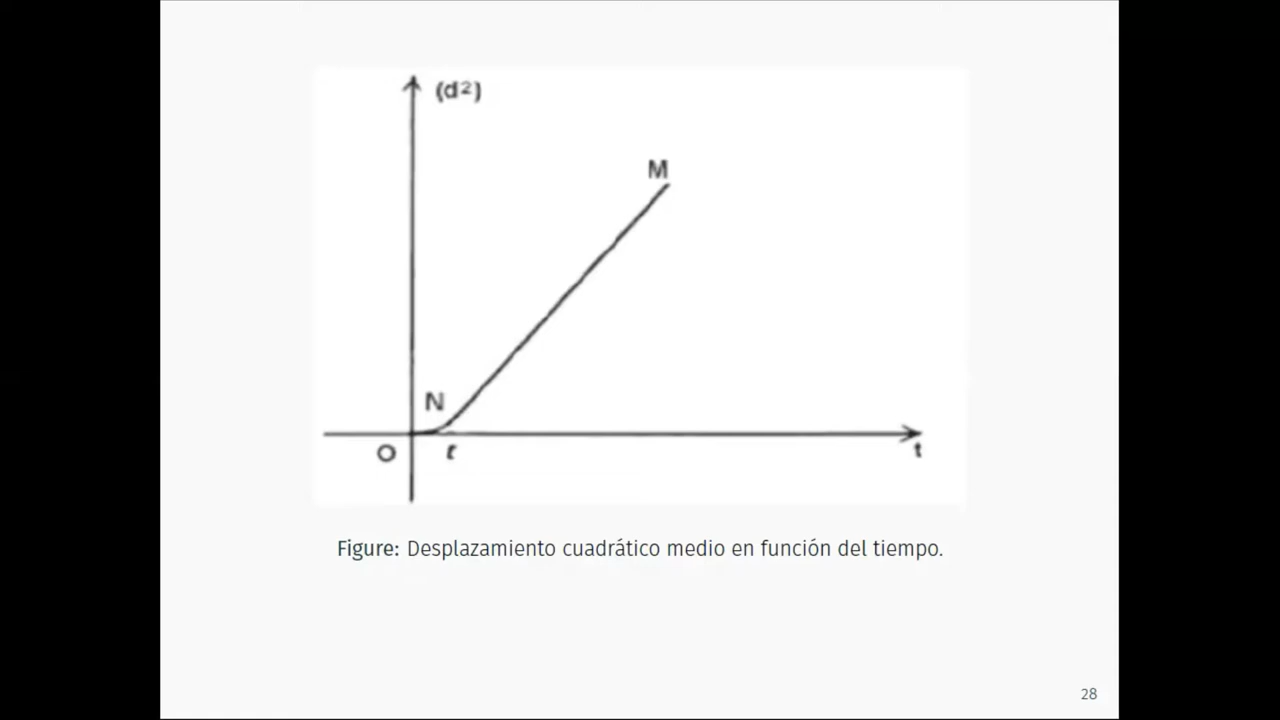 (d²)
M
N
O
t
t
Figure: Desplazamiento cuadrático medio en función del tiempo.
28